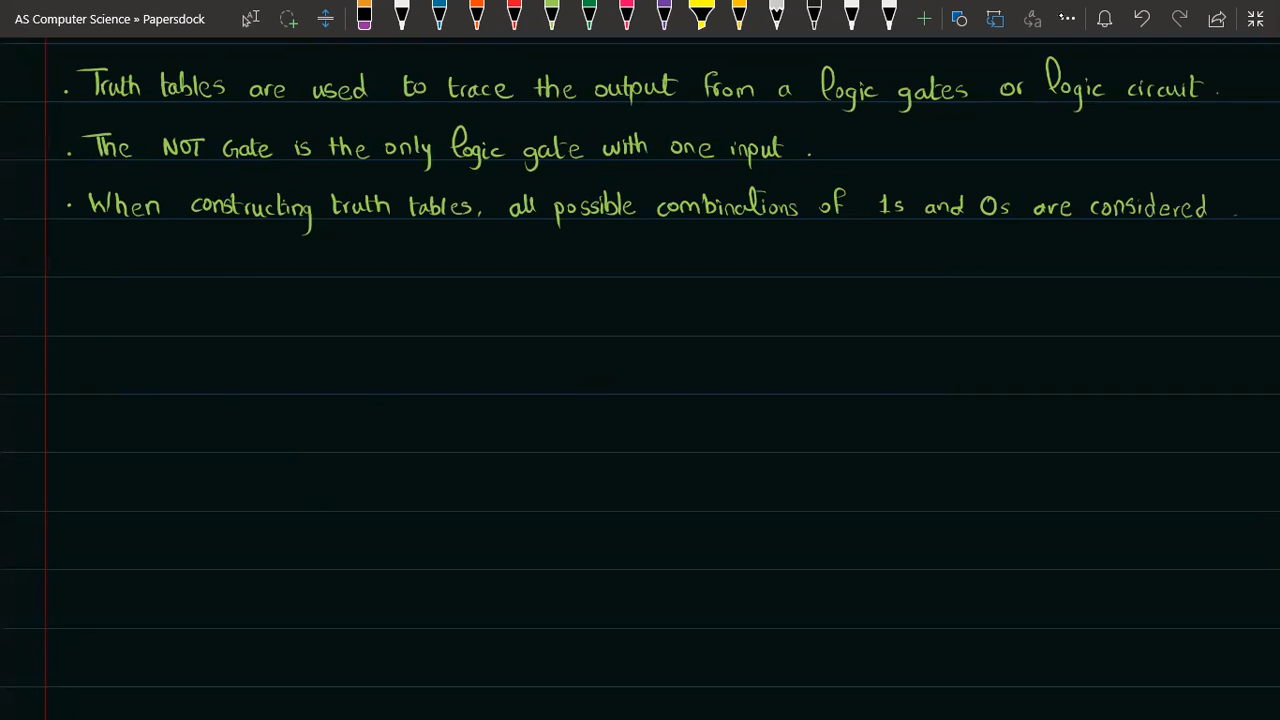 AS Computer Science » Papersdock
. Truth tables are used to trace the output from a logic gates or logic circuit.
. The NOT Gate is the only logic gate with one input.
. When constructing truth tables, all possible combinations of 1s and 0s are considered.